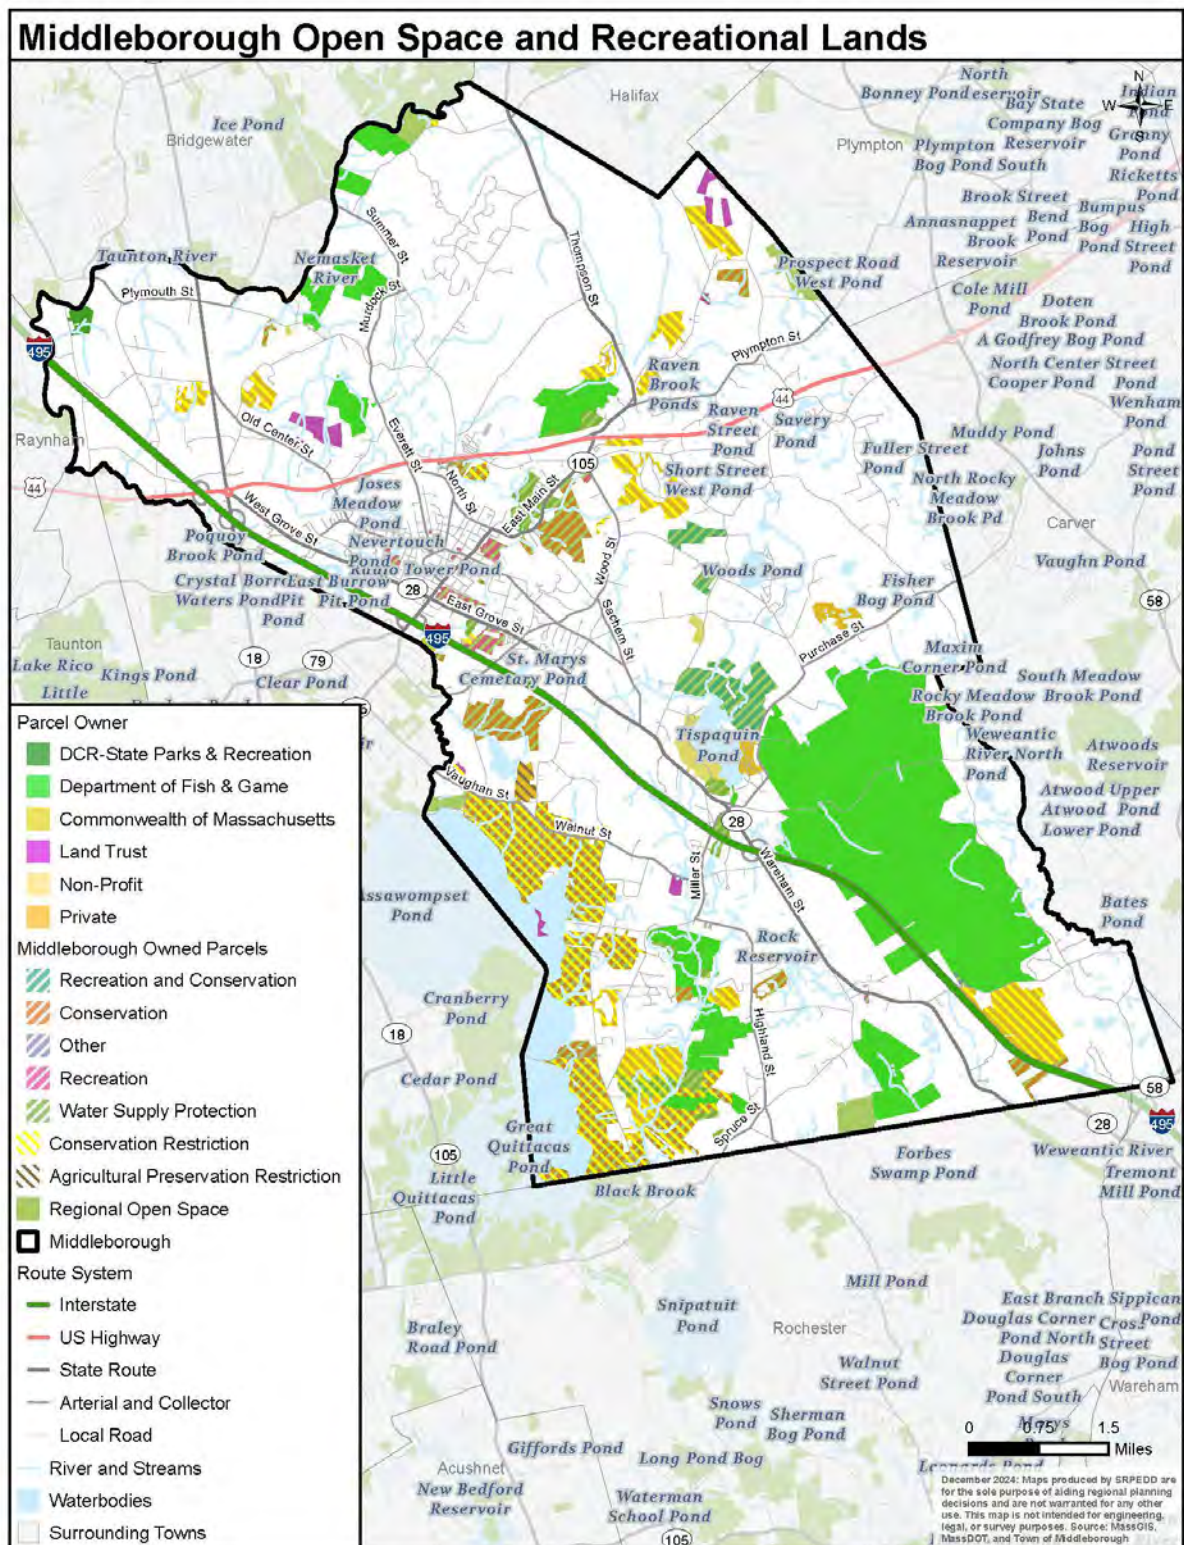 Middleborough Open Space and Recreational Lands
Halifax
North
Bonney Pond
eservoir
Indian
Pond
N
W
E
S
Bay State
Company Bog
Reservoir
Granny
Pond
Ice Pond
Bridgewater
Plympton
Plympton
Bog Pond South
Ricketts
Pond
Brook Street
Bend
Pond
Bumpus
Bog
Pond
High
Street
Pond
Annasnappet
Brook
Reservoir
Summer St
Thompson St
Taunton River
Nemasket
River
Prospect Road
West Pond
Plymouth St
Murdock St
Cole Mill
Pond
Doten
Brook Pond
A Godfrey Bog Pond
495
Plympton St
North Center Street
Pond
Cooper Pond
Raven
Brook
Ponds
44
Wenham
Pond
Old Center St
Everett St
Raven
Street
Pond
Savery
Pond
Raynham
Muddy Pond
Fuller Street
Pond
Johns
Pond
Pond
Street
Pond
44
105
North St
East Main St
Short Street
West Pond
North Rocky
Meadow
Brook Pd
Joses
Meadow
Pond
West Grove St
Carver
Poquoy
Brook Pond
Nevertouch
Pond
Tower Pond
Wood St
Woods Pond
Vaughn Pond
Crystal
Waters Pond
Pit
Pond
East Burrow
Pit Pond
28
East Grove St
Sachem St
Fisher
Bog Pond
58
Purchase St
495
Taunton
Lake Rico
Little
Kings Pond
18
79
Clear Pond
St. Marys
Cemetary Pond
Maxim
Corner Pond
South Meadow
Brook Pond
Rocky Meadow
Brook Pond
Tispaquin
Pond
Weweantic
River North
Pond
Atwoods
Reservoir
Vaughan St
Walnut St
28
Atwood Upper
Pond
Atwood
Lower Pond
Miller St
Wareham St
Assawompset
Pond
Bates
Pond
Rock
Reservoir
Cranberry
Pond
18
Highland St
Cedar Pond
58
Great
Quittacas
Pond
Spruce St
28
495
105
Little
Quittacas
Pond
Forbes
Swamp Pond
Weweantic River
Tremont
Mill Pond
Black Brook
Mill Pond
Snipatuit
Pond
East Branch Sippican
Pond
Douglas Corner
Pond North
Street
Bog Pond
Braley
Road Pond
Rochester
Douglas
Corner
Pond South
Walnut
Street Pond
Wareham
Snows
Pond
Sherman
Bog Pond
Giffords Pond
Long Pond Bog
Acushnet
New Bedford
Reservoir
Waterman
School Pond
105
Parcel Owner
DCR-State Parks & Recreation
Department of Fish & Game
Commonwealth of Massachusetts
Land Trust
Non-Profit
Private
Middleborough Owned Parcels
Recreation and Conservation
Conservation
Other
Recreation
Water Supply Protection
Conservation Restriction
Agricultural Preservation Restriction
Regional Open Space
Middleborough
Route System
Interstate
US Highway
State Route
Arterial and Collector
Local Road
River and Streams
Waterbodies
Surrounding Towns
0 0.75 1.5
Miles
December 2024: Maps produced by SRPEDD are
for the sole purpose of aiding regional planning
decisions and are not warranted for any other
use. This map is not intended for engineering,
legal, or survey purposes. Source: MassGIS,
MassDOT, and Town of Middleborough